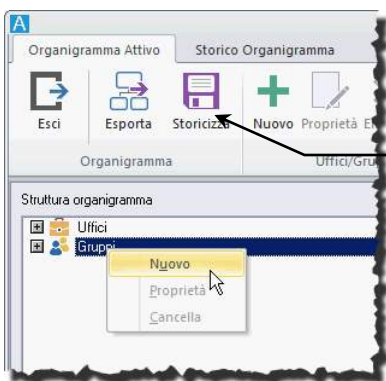 A
Organigramma Attivo Storico Organigramma
Esci Esporta Storicizza Nuovo Proprietà
Organigramma Uffici/Gru
Struttura organigramma
Uffici
Gruppi
Nuovo
Proprietà
Cancella